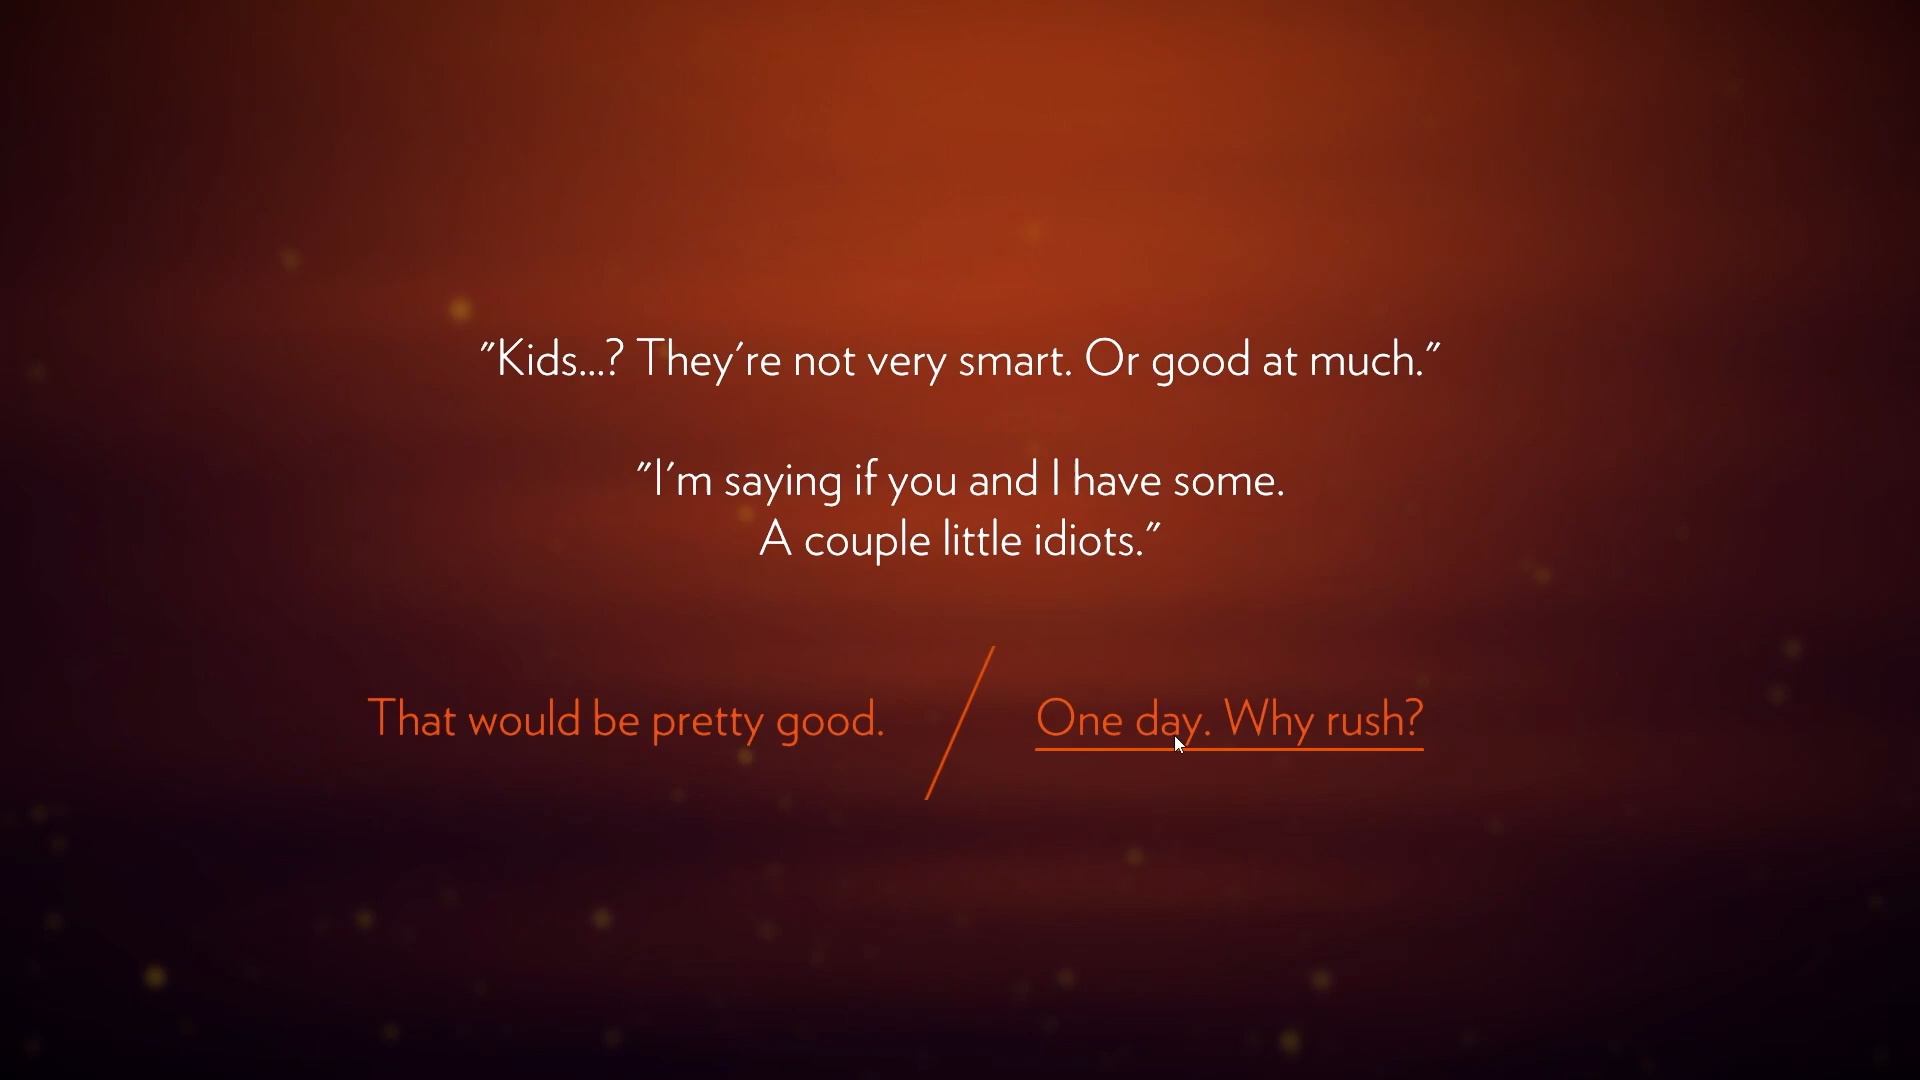 "Kids...? They're not very smart. Or good at much."
"I'm saying if you and I have some.
A couple little idiots."
That would be pretty good. / One day. Why rush?